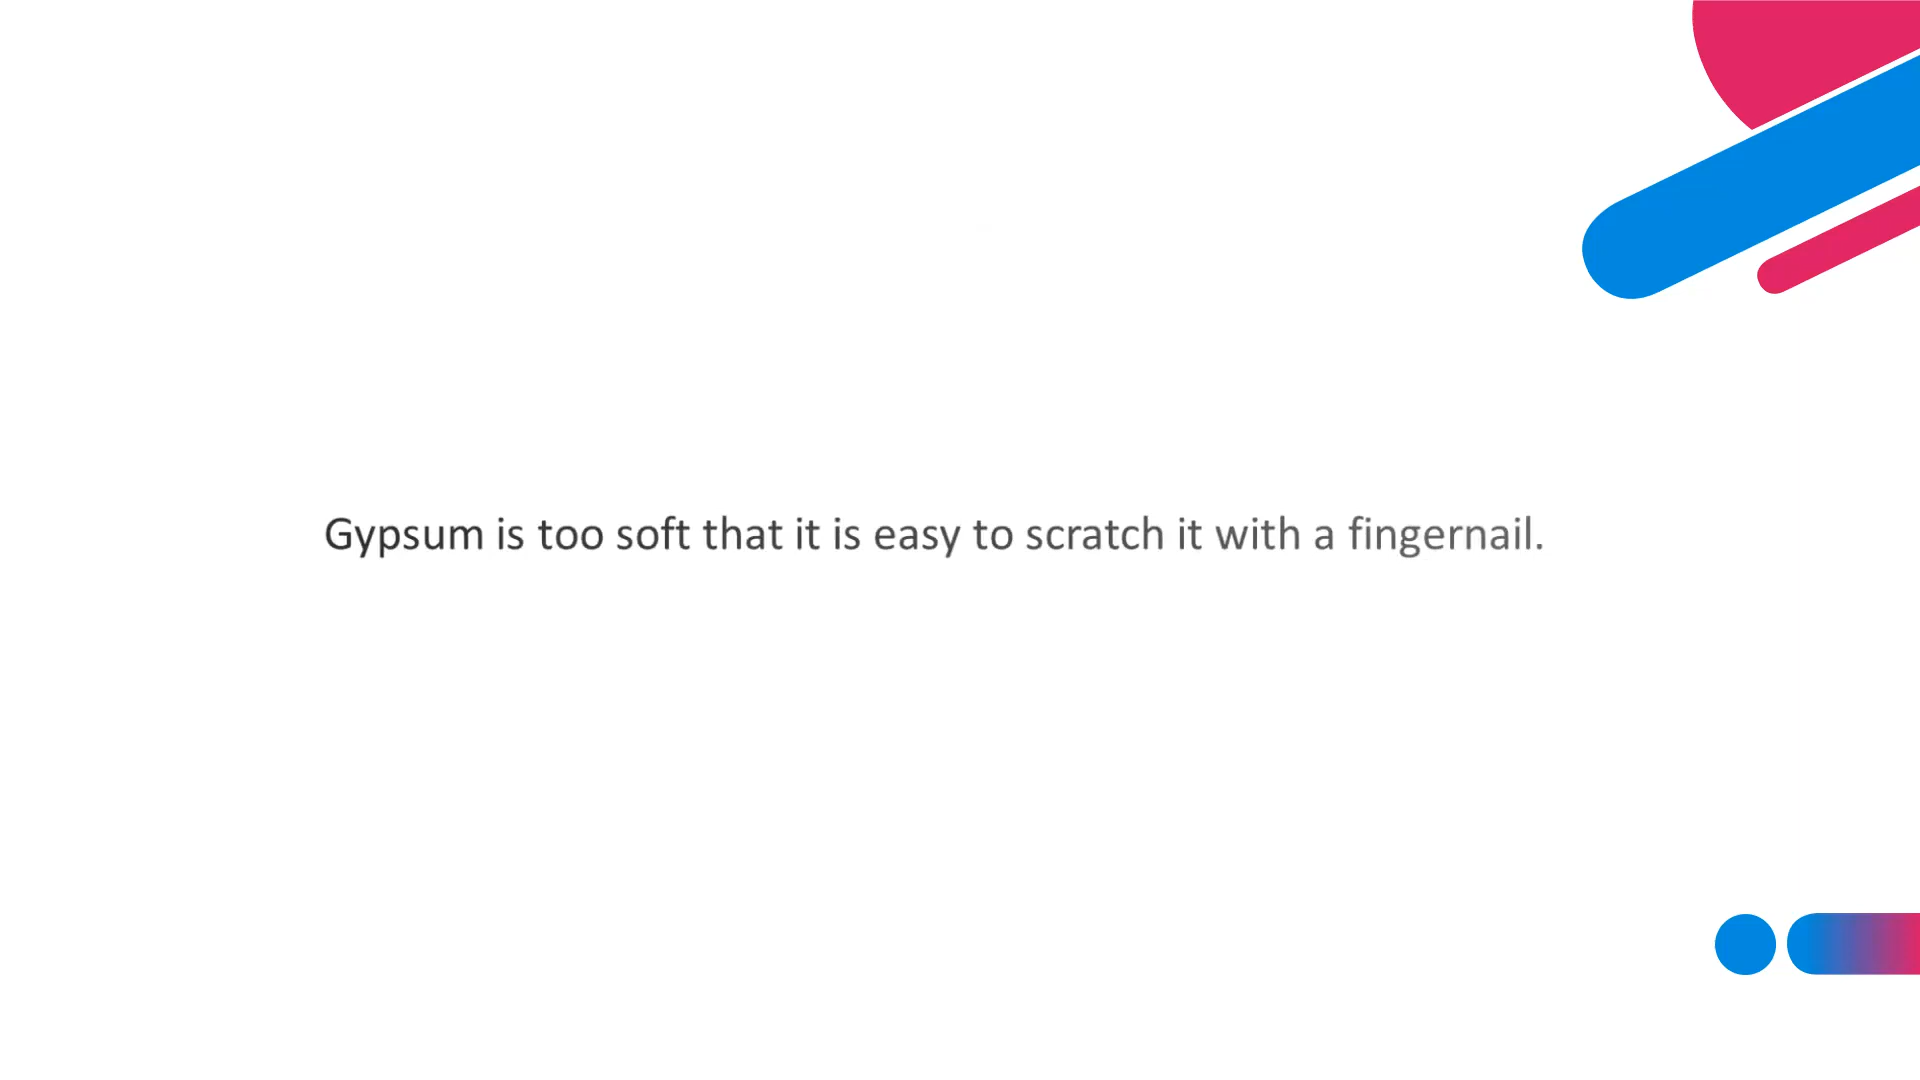 Gypsum is too soft that it is easy to scratch it with a fingernail.